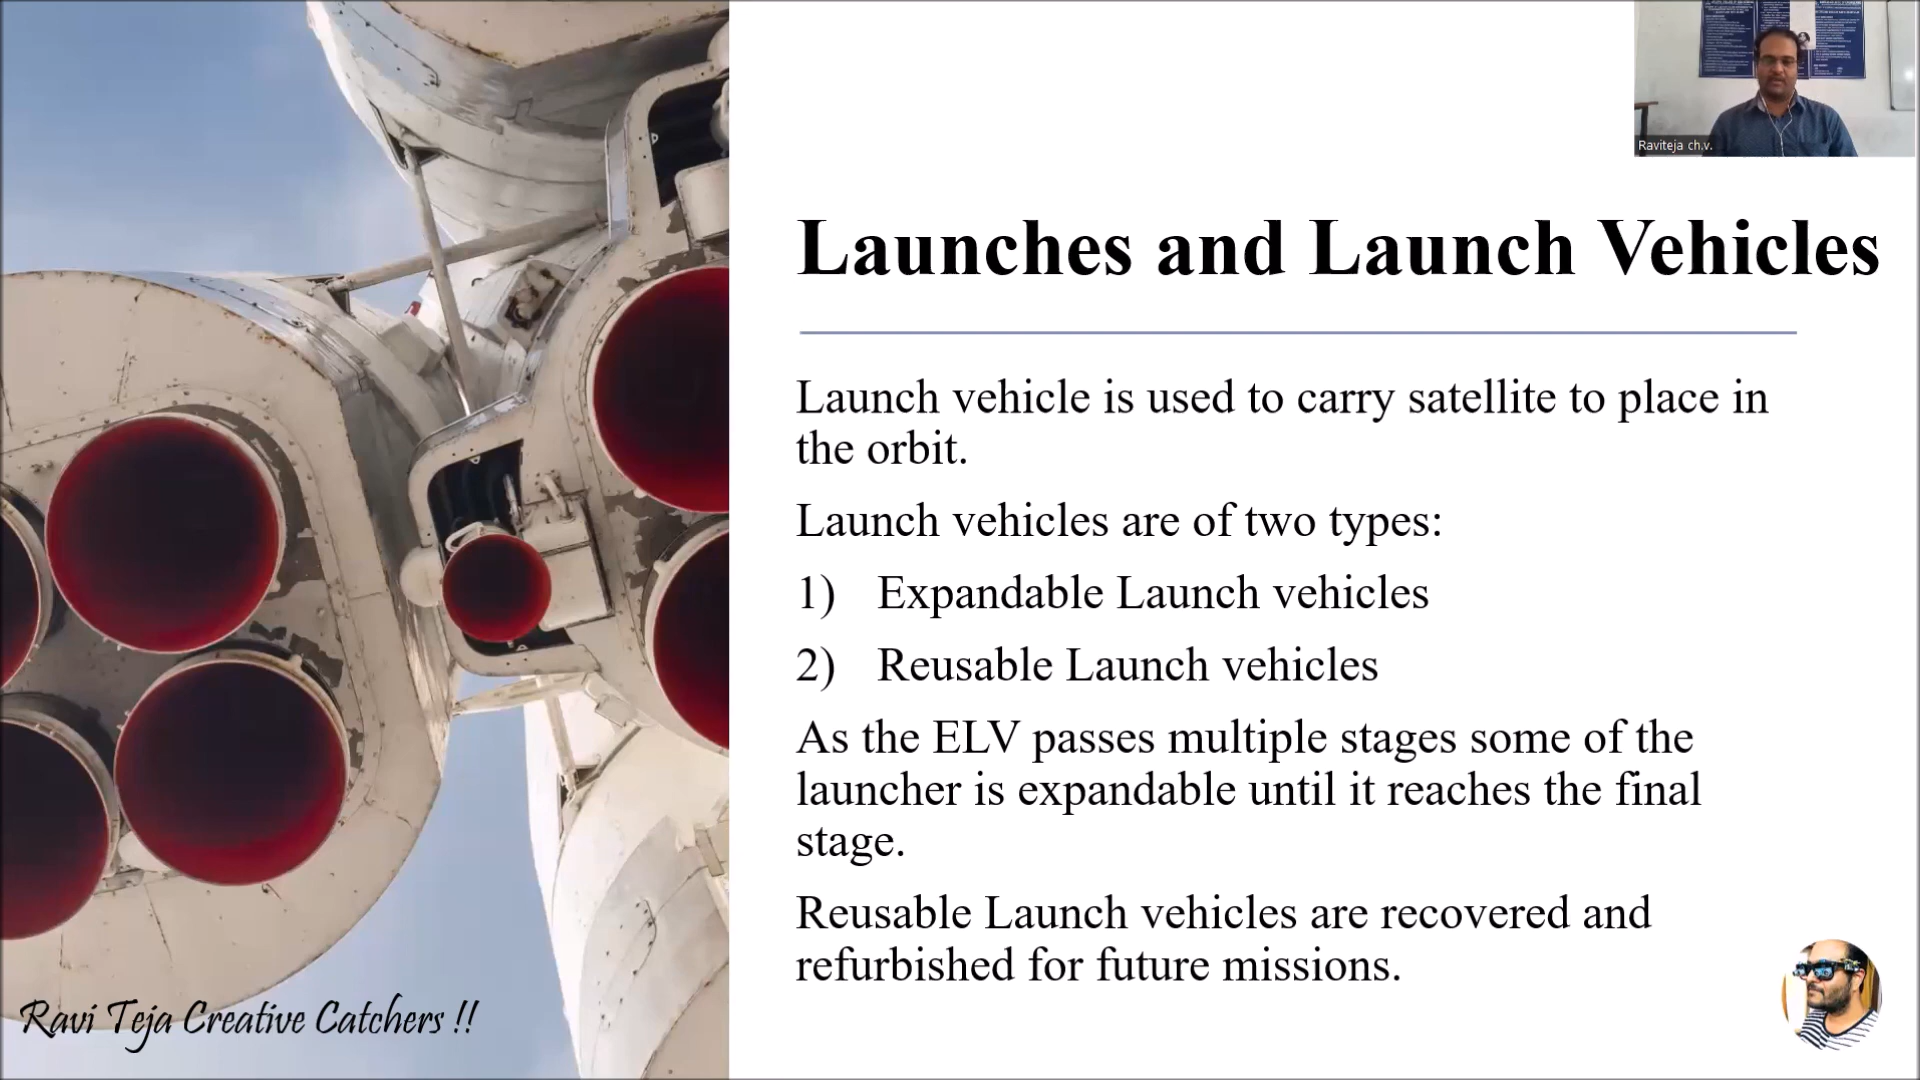 Raviteja ch.v.
Launches and Launch Vehicles
Launch vehicle is used to carry satellite to place in
the orbit.
Launch vehicles are of two types:
1) Expandable Launch vehicles
2) Reusable Launch vehicles
As the ELV passes multiple stages some of the
launcher is expandable until it reaches the final
stage.
Reusable Launch vehicles are recovered and
refurbished for future missions.
Ravi Teja Creative Catchers !!